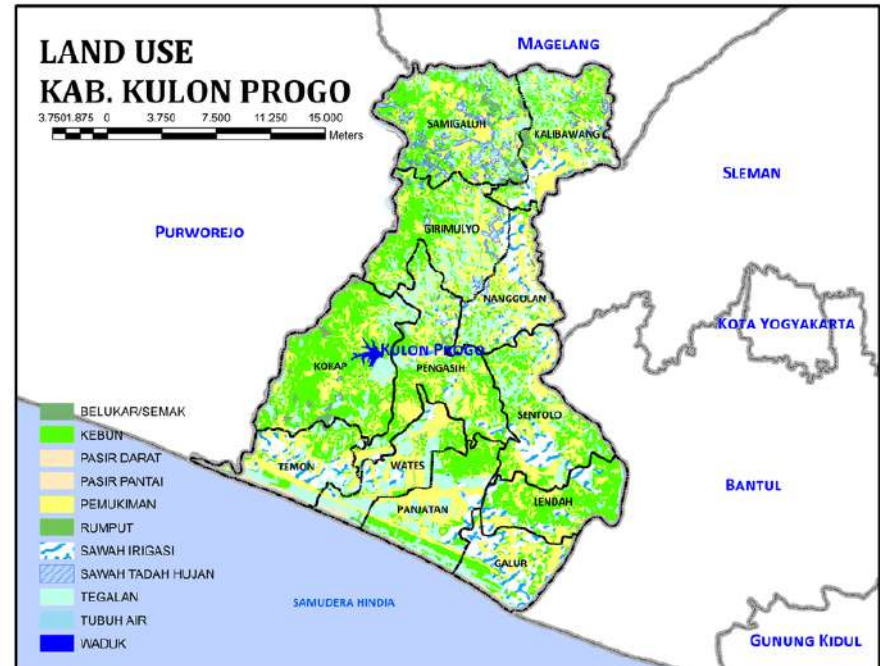 LAND USE
KAB. KULON PROGO
3.7501.875 0 3.750 7.500 11.250 15.000
Meters
MAGELANG
SAMIGALUH
KALIBAWANG
SLEMAN
PURWOREJO
GIRIMULYO
NANGGULAN
KOTA YOGYAKARTA
KULON PROGO
KOKAP
PENGASIH
SENTOLO
BELUKAR/SEMAK
KEBUN
PASIR DARAT
PASIR PANTAI
PEMUKIMAN
RUMPUT
SAWAH IRIGASI
SAWAH TADAH HUJAN
TEGALAN
TUBUH AIR
WADUK
TEMON
WATES
BANTUL
LENDAH
PANJATAN
GALUR
SAMUDERA HINDIA
GUNUNG KIDUL